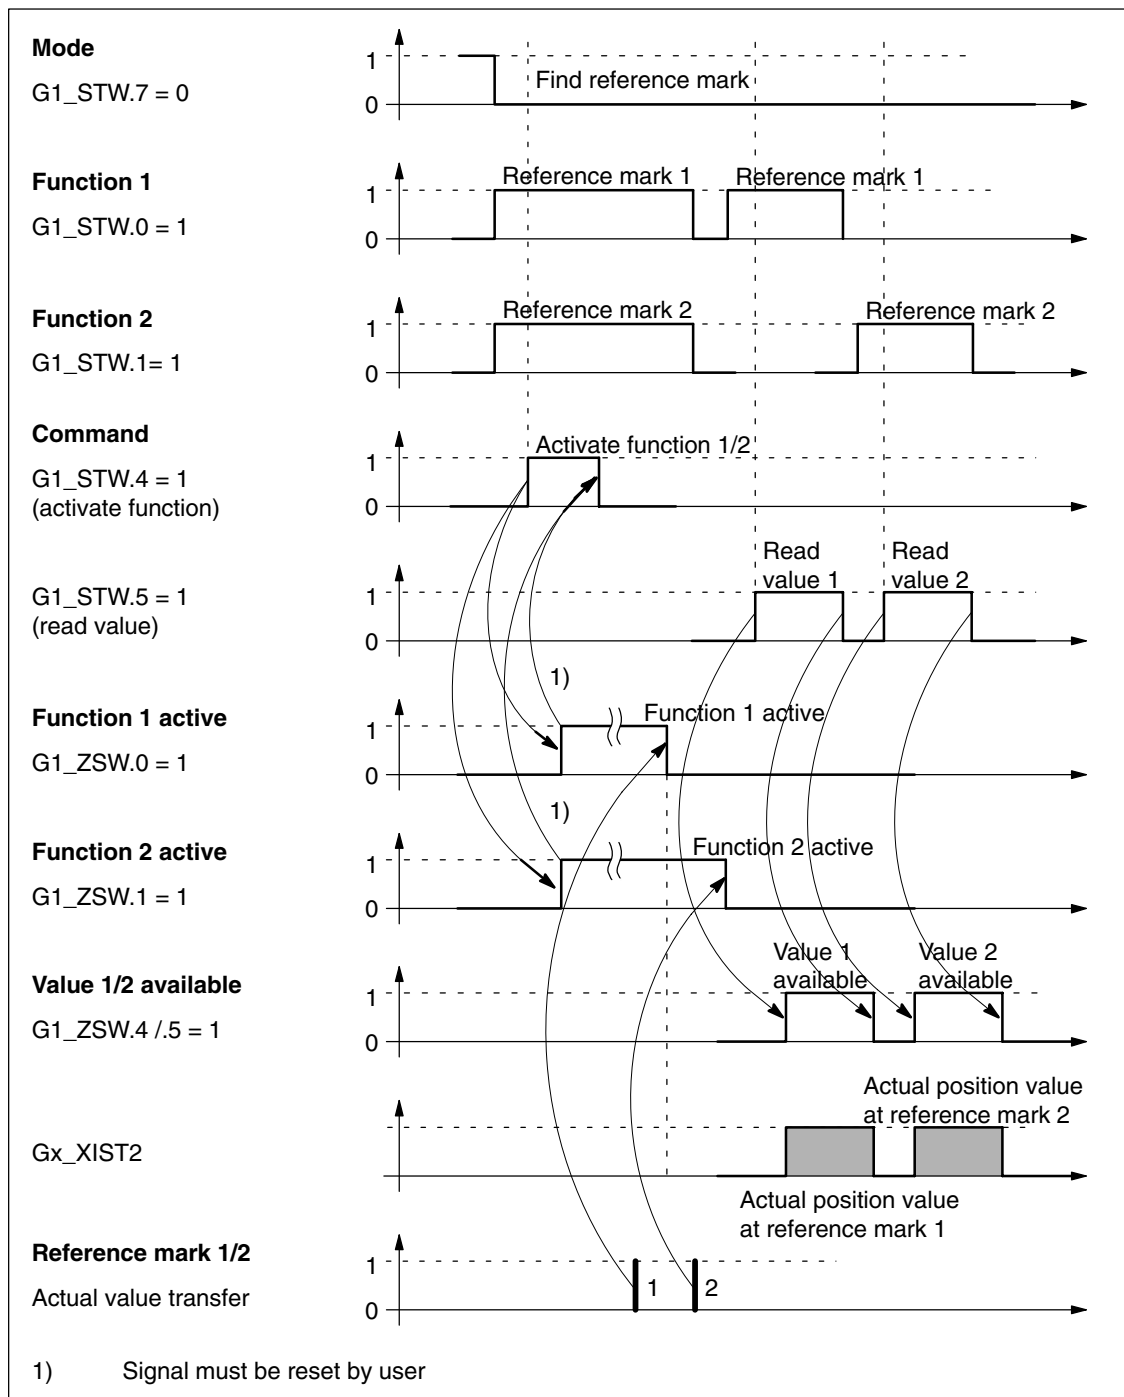 Mode
G1_STW.7 = 0
1
0
Find reference mark
Function 1
G1_STW.0 = 1
1
0
Reference mark 1
Reference mark 1
Function 2
G1_STW.1= 1
1
0
Reference mark 2
Reference mark 2
Command
G1_STW.4 = 1
(activate function)
1
0
Activate function 1/2
G1_STW.5 = 1
(read value)
1
0
Read
value 1
Read
value 2
1)
Function 1 active
G1_ZSW.0 = 1
1
0
Function 1 active
1)
Function 2 active
G1_ZSW.1 = 1
1
0
Function 2 active
Value 1/2 available
G1_ZSW.4 /.5 = 1
1
0
Value 1
available
Value 2
available
Gx_XIST2
Actual position value
at reference mark 2
Actual position value
at reference mark 1
Reference mark 1/2
Actual value transfer
1
0
1
2
1) Signal must be reset by user